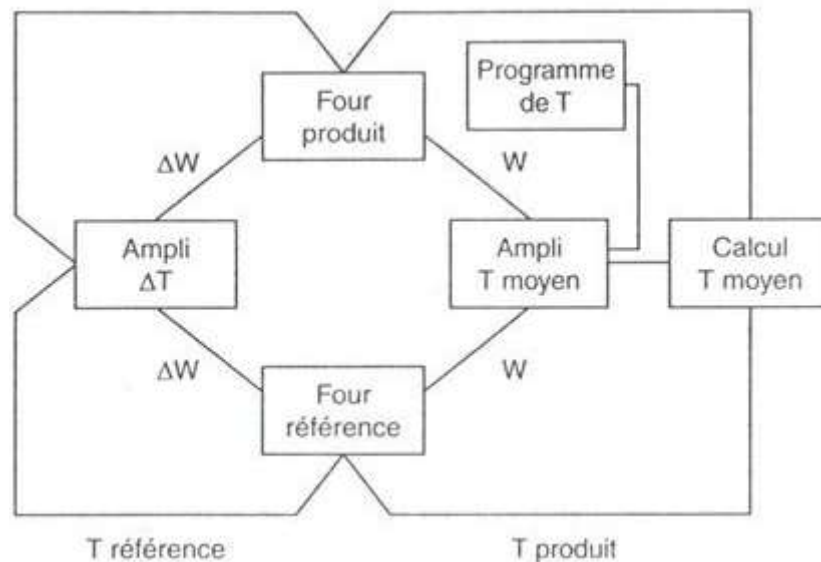 Programme
de T
Four
produit
ΔW
W
Ampli
ΔT
Ampli
T moyen
Calcul
T moyen
ΔW
W
Four
référence
T référence
T produit